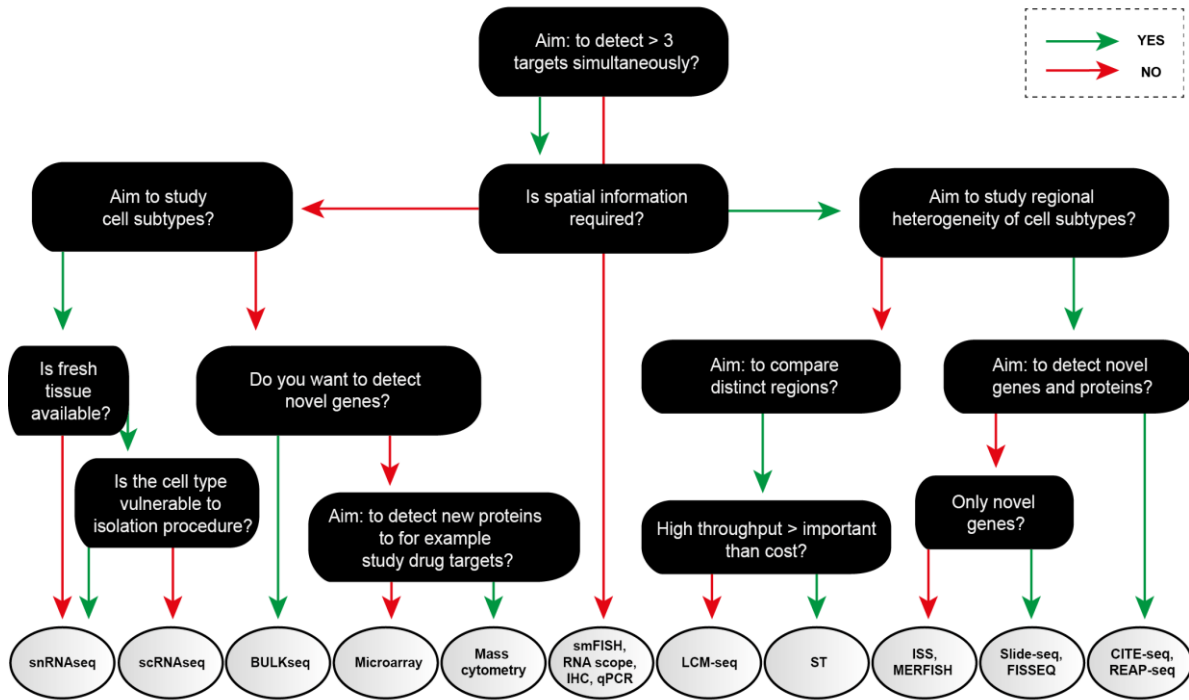 Aim: to detect > 3
targets simultaneously?
YES
NO
Aim to study
cell subtypes?
Is spatial information
required?
Aim to study regional
heterogeneity of cell subtypes?
Is fresh
tissue
available?
Do you want to detect
novel genes?
Aim: to compare
distinct regions?
Aim: to detect novel
genes and proteins?
Is the cell type
vulnerable to
isolation procedure?
Aim: to detect new proteins
to for example
study drug targets?
High throughput > important
than cost?
Only novel
genes?
snRNAseq
scRNAseq
BULKseq
Microarray
Mass
cytometry
smFISH,
RNA scope,
IHC, qPCR
LCM-seq
ST
ISS,
MERFISH
Slide-seq,
FISSEQ
CITE-seq,
REAP-seq